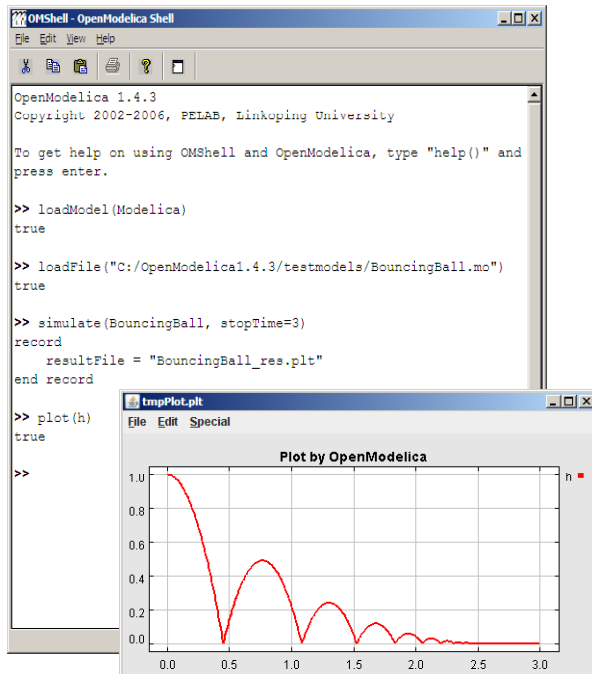 OMShell - OpenModelica Shell
File Edit View Help
OpenModelica 1.4.3
Copyright 2002-2006, PELAB, Linkoping University
To get help on using OMShell and OpenModelica, type "help()" and
press enter.
>> loadModel(Modelica)
true
>> loadFile("C:/OpenModelica1.4.3/testmodels/BouncingBall.mo")
true
>> simulate(BouncingBall, stopTime=3)
record
resultFile = "BouncingBall_res.plt"
end record
>> plot(h)
true
>>
tmpPlot.plt
File Edit Special
Plot by OpenModelica
h
1.0
0.8
0.6
0.4
0.2
0.0
0.0 0.5 1.0 1.5 2.0 2.5 3.0